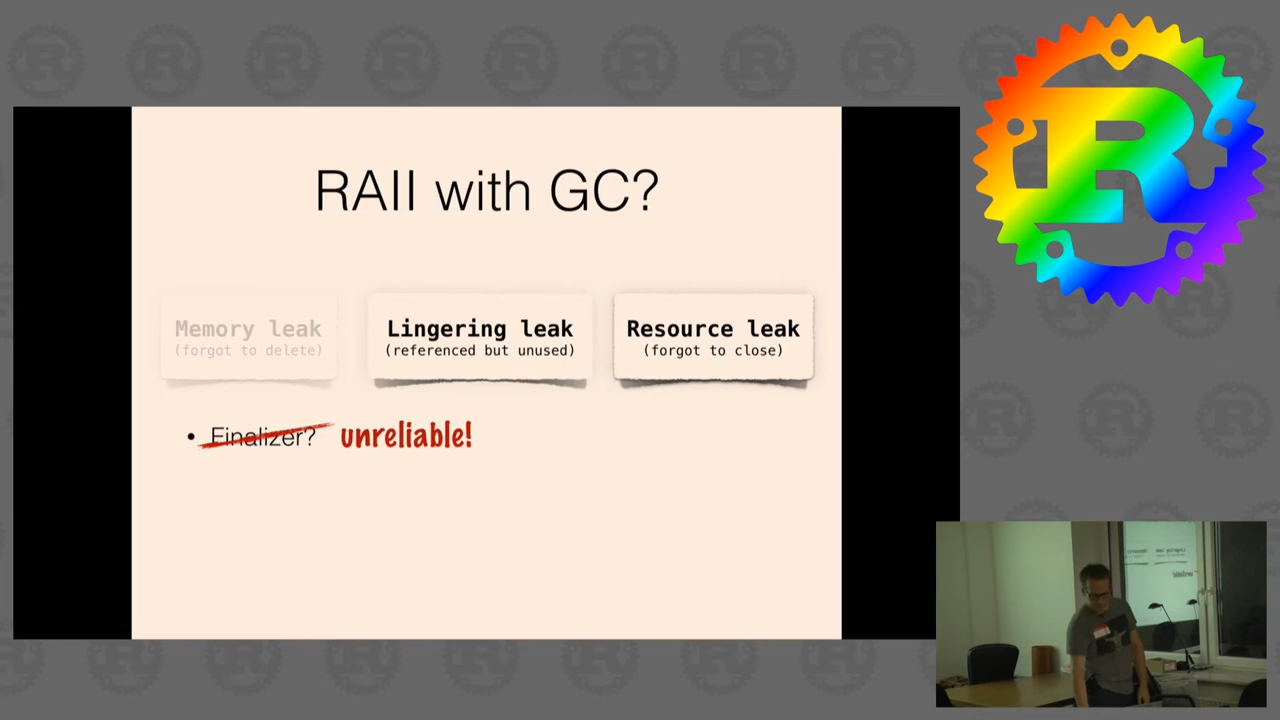 RAII with GC?
Memory leak
(forgot to delete)
Lingering leak
(referenced but unused)
Resource leak
(forgot to close)
• Finalizer? unreliable!
R